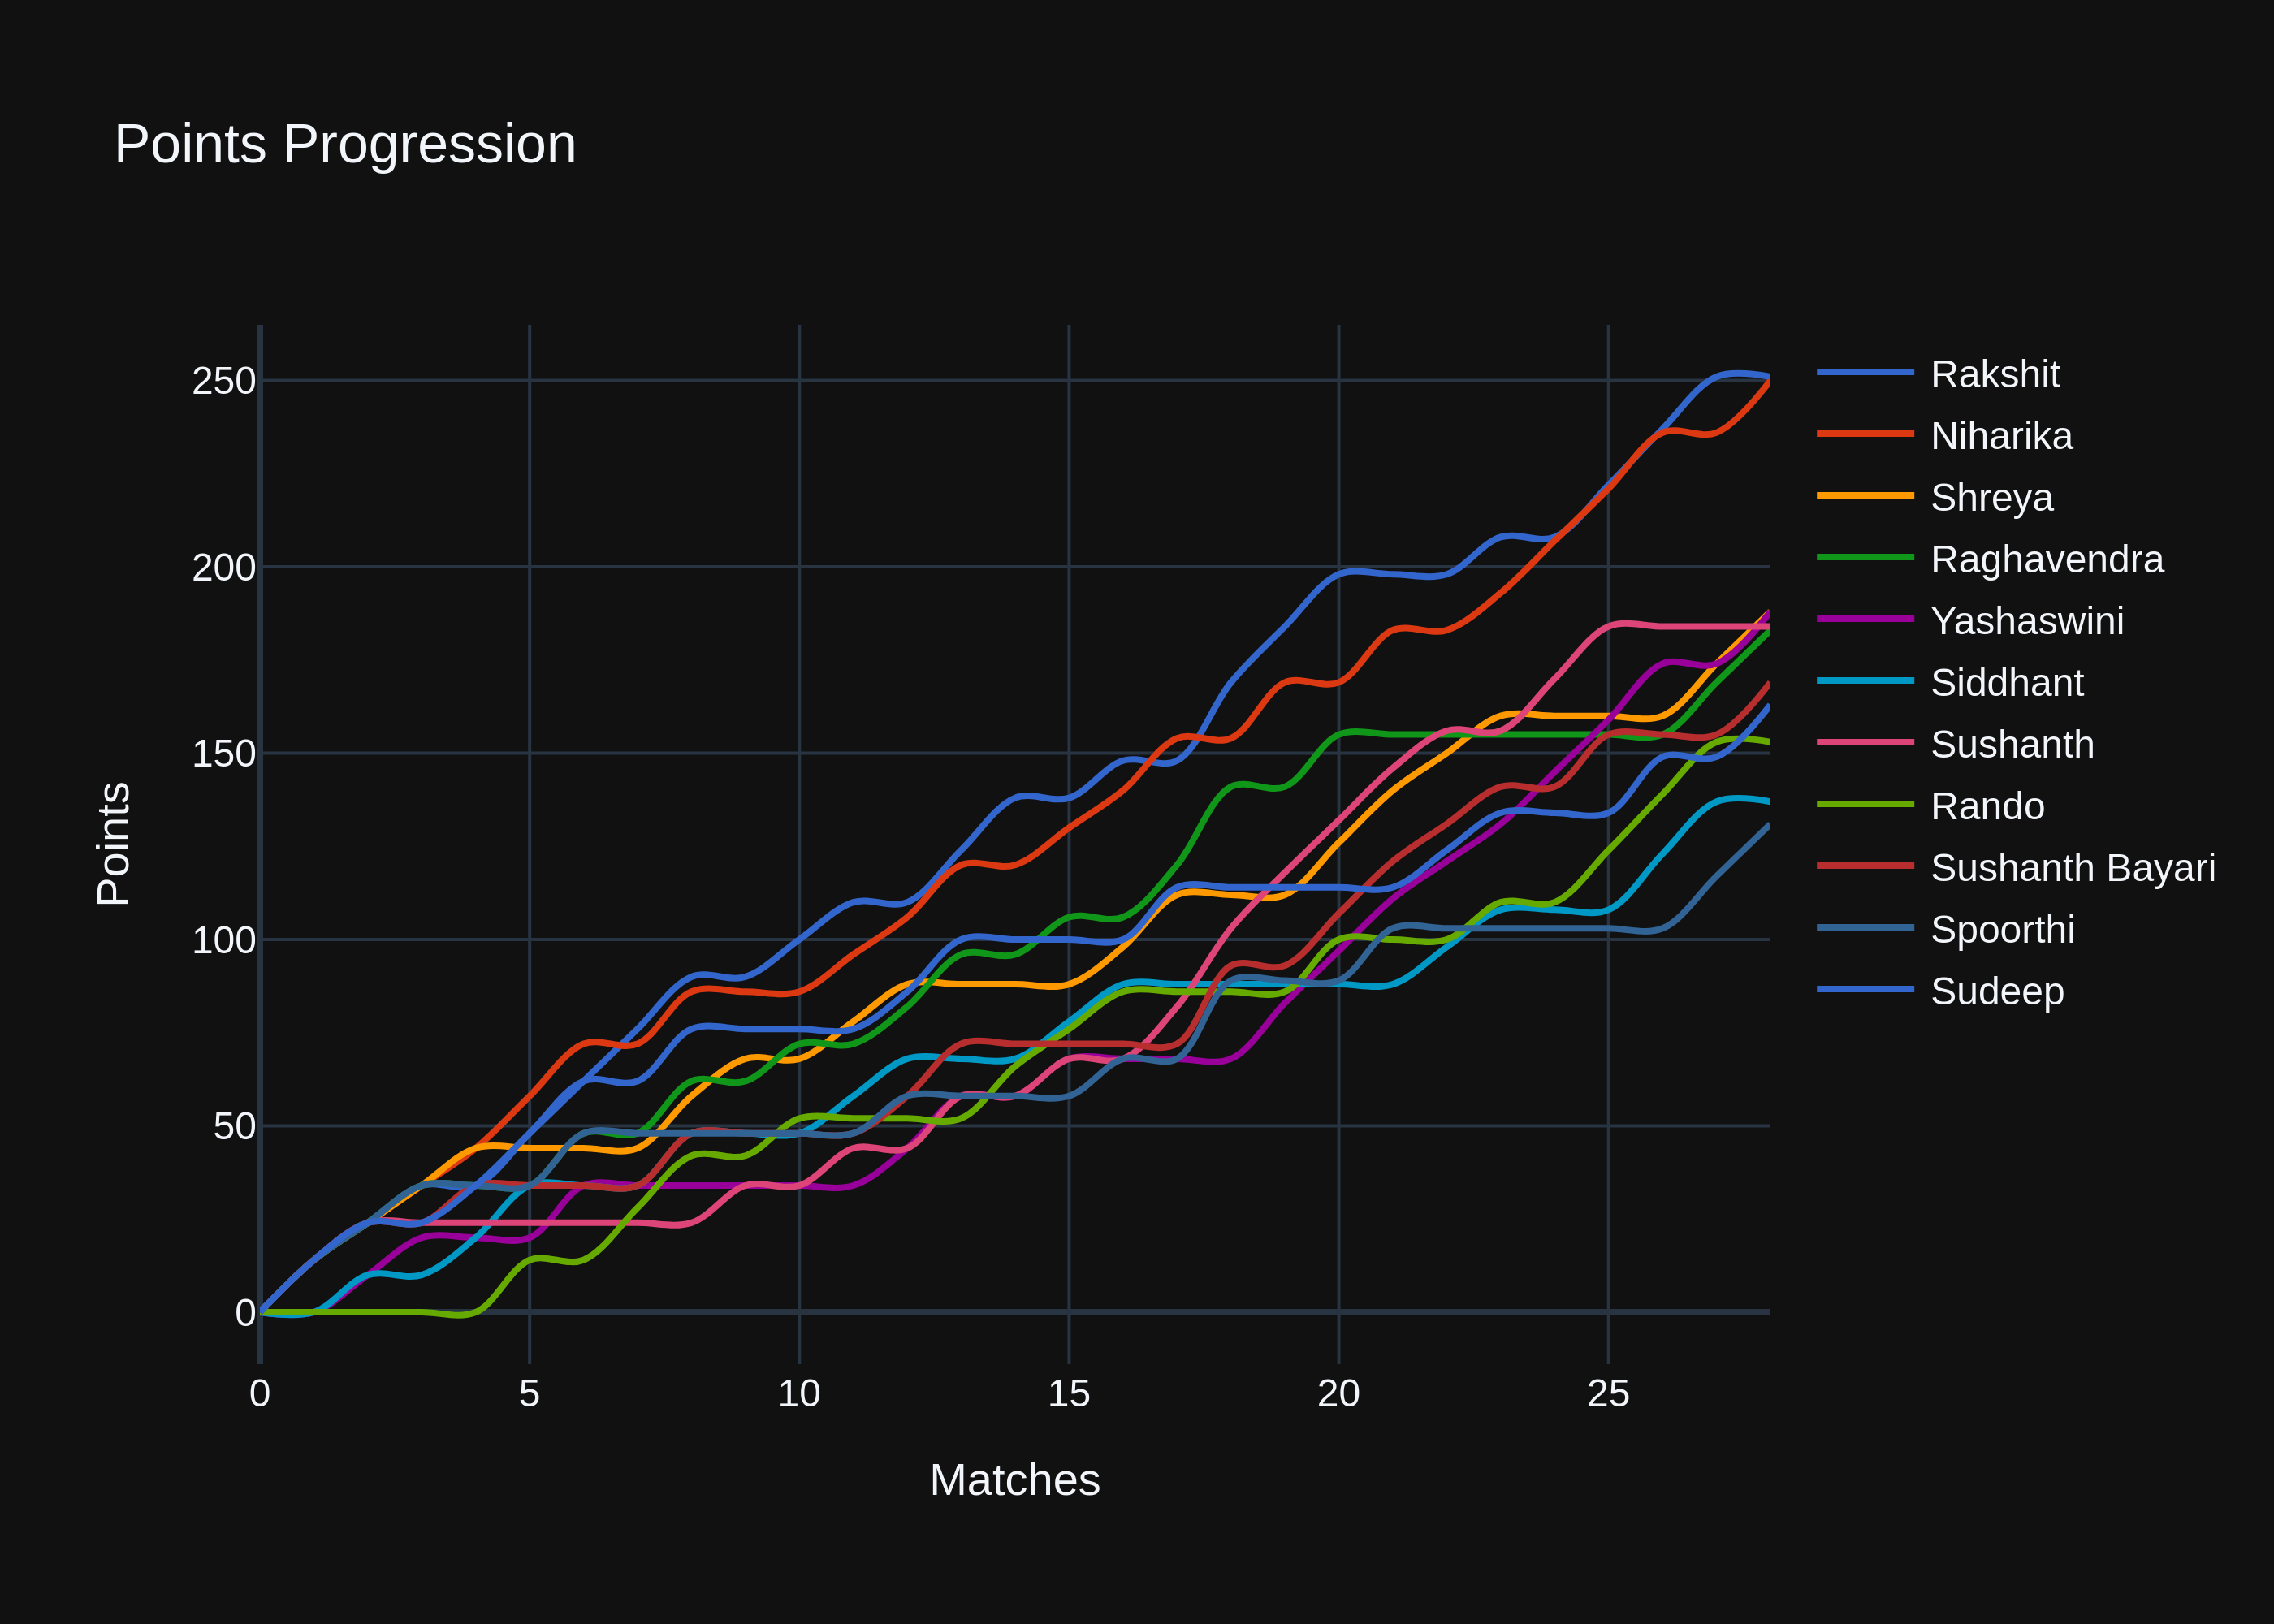 Points Progression
250
200
150
100
50
0
Points
0 5 10 15 20 25
Matches
Rakshit
Niharika
Shreya
Raghavendra
Yashaswini
Siddhant
Sushanth
Rando
Sushanth Bayari
Spoorthi
Sudeep